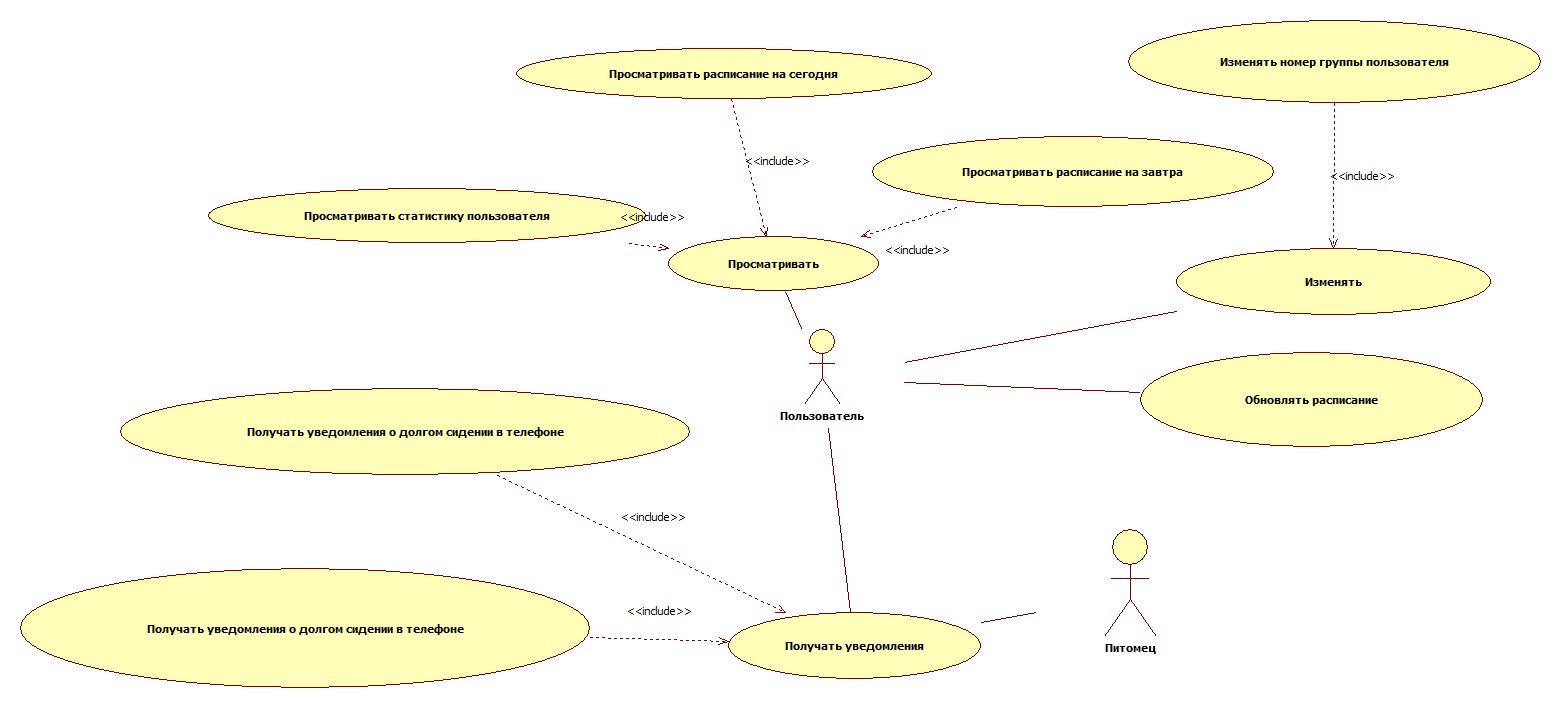 Изменять номер группы пользователя
Просматривать расписание на сегодня
<<include>>
Просматривать расписание на завтра
<<include>>
Просматривать статистику пользователя
<<include>>
<<include>>
Просматривать
Изменять
Обновлять расписание
Пользователь
Получать уведомления о долгом сидении в телефоне
<<include>>
<<include>>
Получать уведомления о долгом сидении в телефоне
Получать уведомления
Питомец